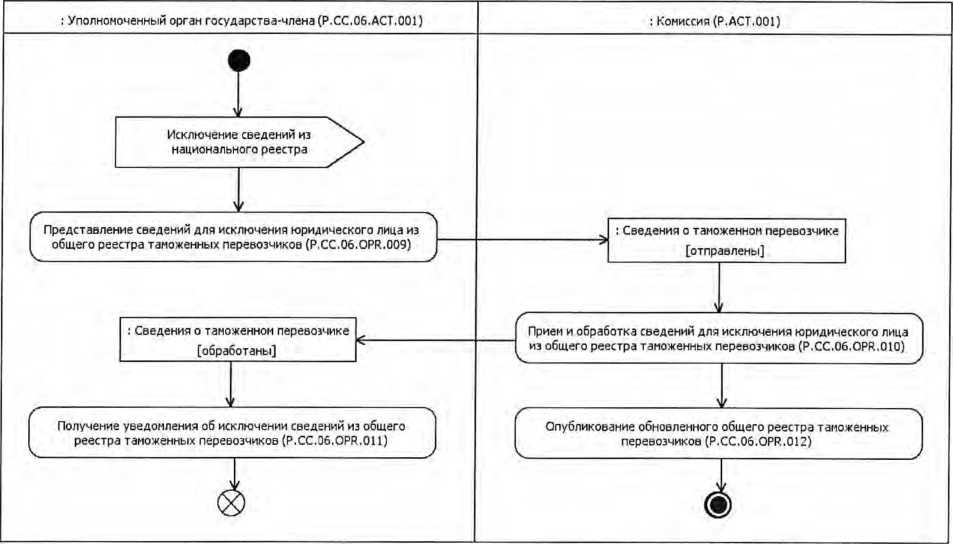 : Уполномоченный орган государства-члена (P.CC.06.ACT.001)
: Комиссия (P.ACT.001)
Исключение сведений из
национального реестра
Представление сведений для исключения юридического лица из
общего реестра таможенных перевозчиков (P.CC.06.OPR.009)
: Сведения о таможенном перевозчике
[отправлены]
: Сведения о таможенном перевозчике
[обработаны]
Прием и обработка сведений для исключения юридического лица
из общего реестра таможенных перевозчиков (P.CC.06.OPR.010)
Получение уведомления об исключении сведений из общего
реестра таможенных перевозчиков (P.CC.06.OPR.011)
Опубликование обновленного общего реестра таможенных
перевозчиков (P.CC.06.OPR.012)